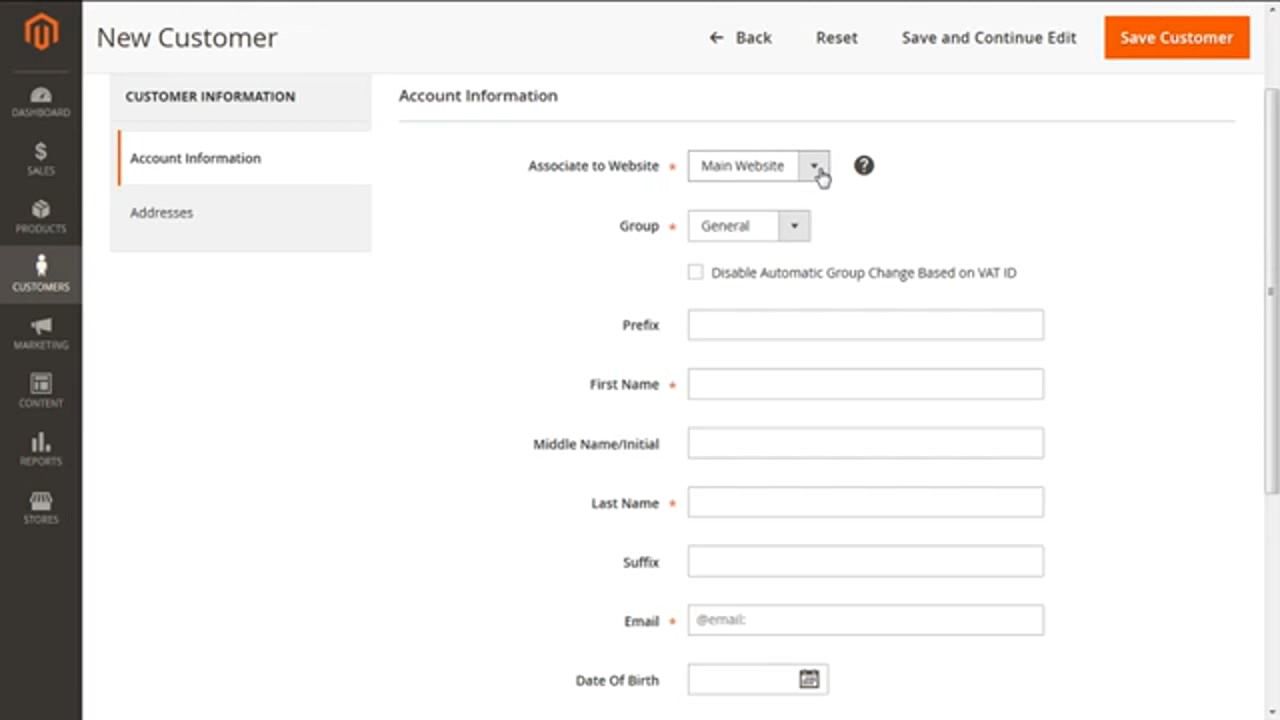 New Customer
← Back
Reset
Save and Continue Edit
Save Customer
DASHBOARD
SALES
PRODUCTS
CUSTOMERS
MARKETING
CONTENT
REPORTS
STORES
CUSTOMER INFORMATION
Account Information
Addresses
Account Information
Associate to Website * Main Website ?
Group * General
Disable Automatic Group Change Based on VAT ID
Prefix
First Name *
Middle Name/Initial
Last Name *
Suffix
Email * @email:
Date Of Birth